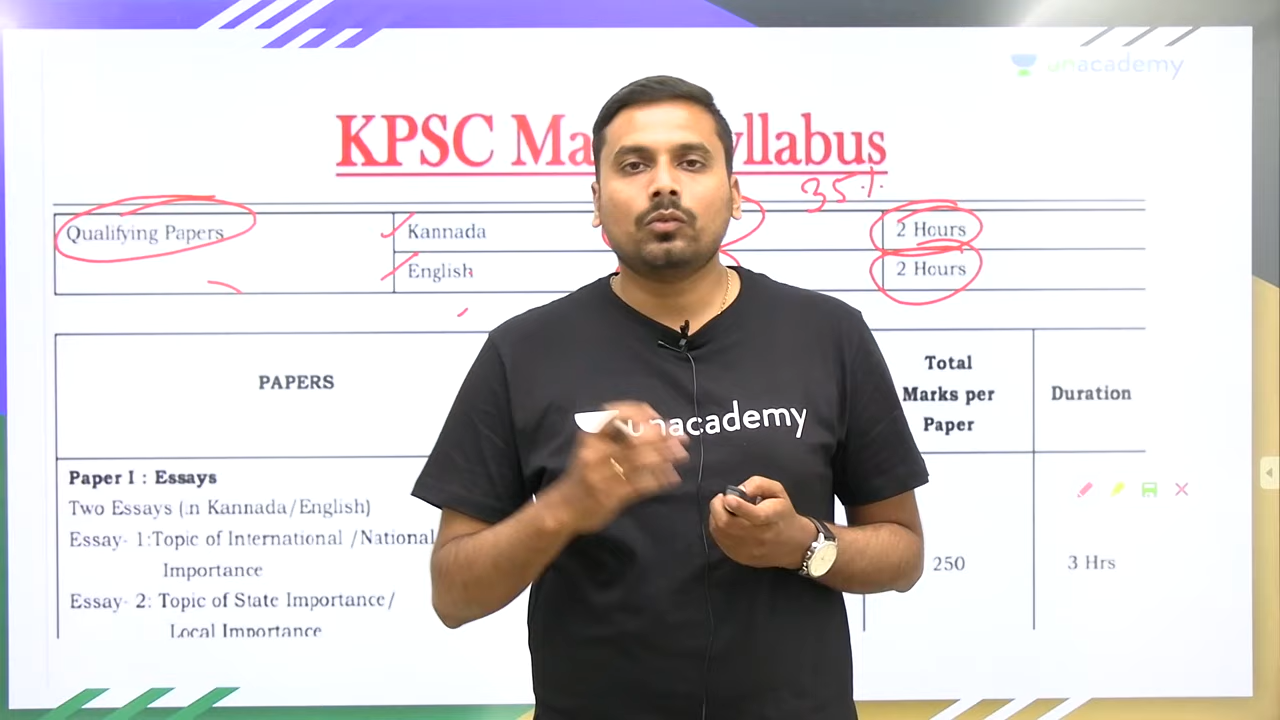 unacademy
KPSC Ma yllabus
35%
Qualifying Papers Kannada 2 Hours
English 2 Hours
PAPERS Total Marks per Paper Duration
Paper I : Essays
Two Essays (in Kannada/English)
Essay- 1:Topic of International /National
Importance
250 3 Hrs
Essay- 2: Topic of State Importance/
Local Importance
unacademy